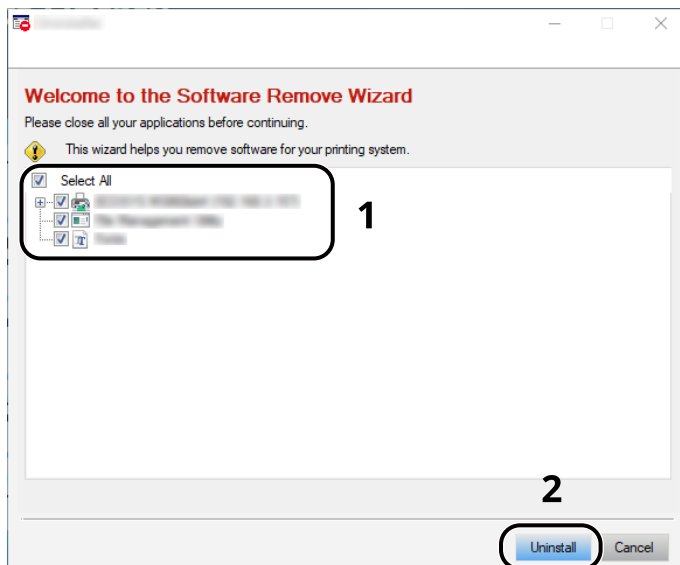 Welcome to the Software Remove Wizard
Please close all your applications before continuing.
This wizard helps you remove software for your printing system.
Select All
1
2
Uninstall
Cancel